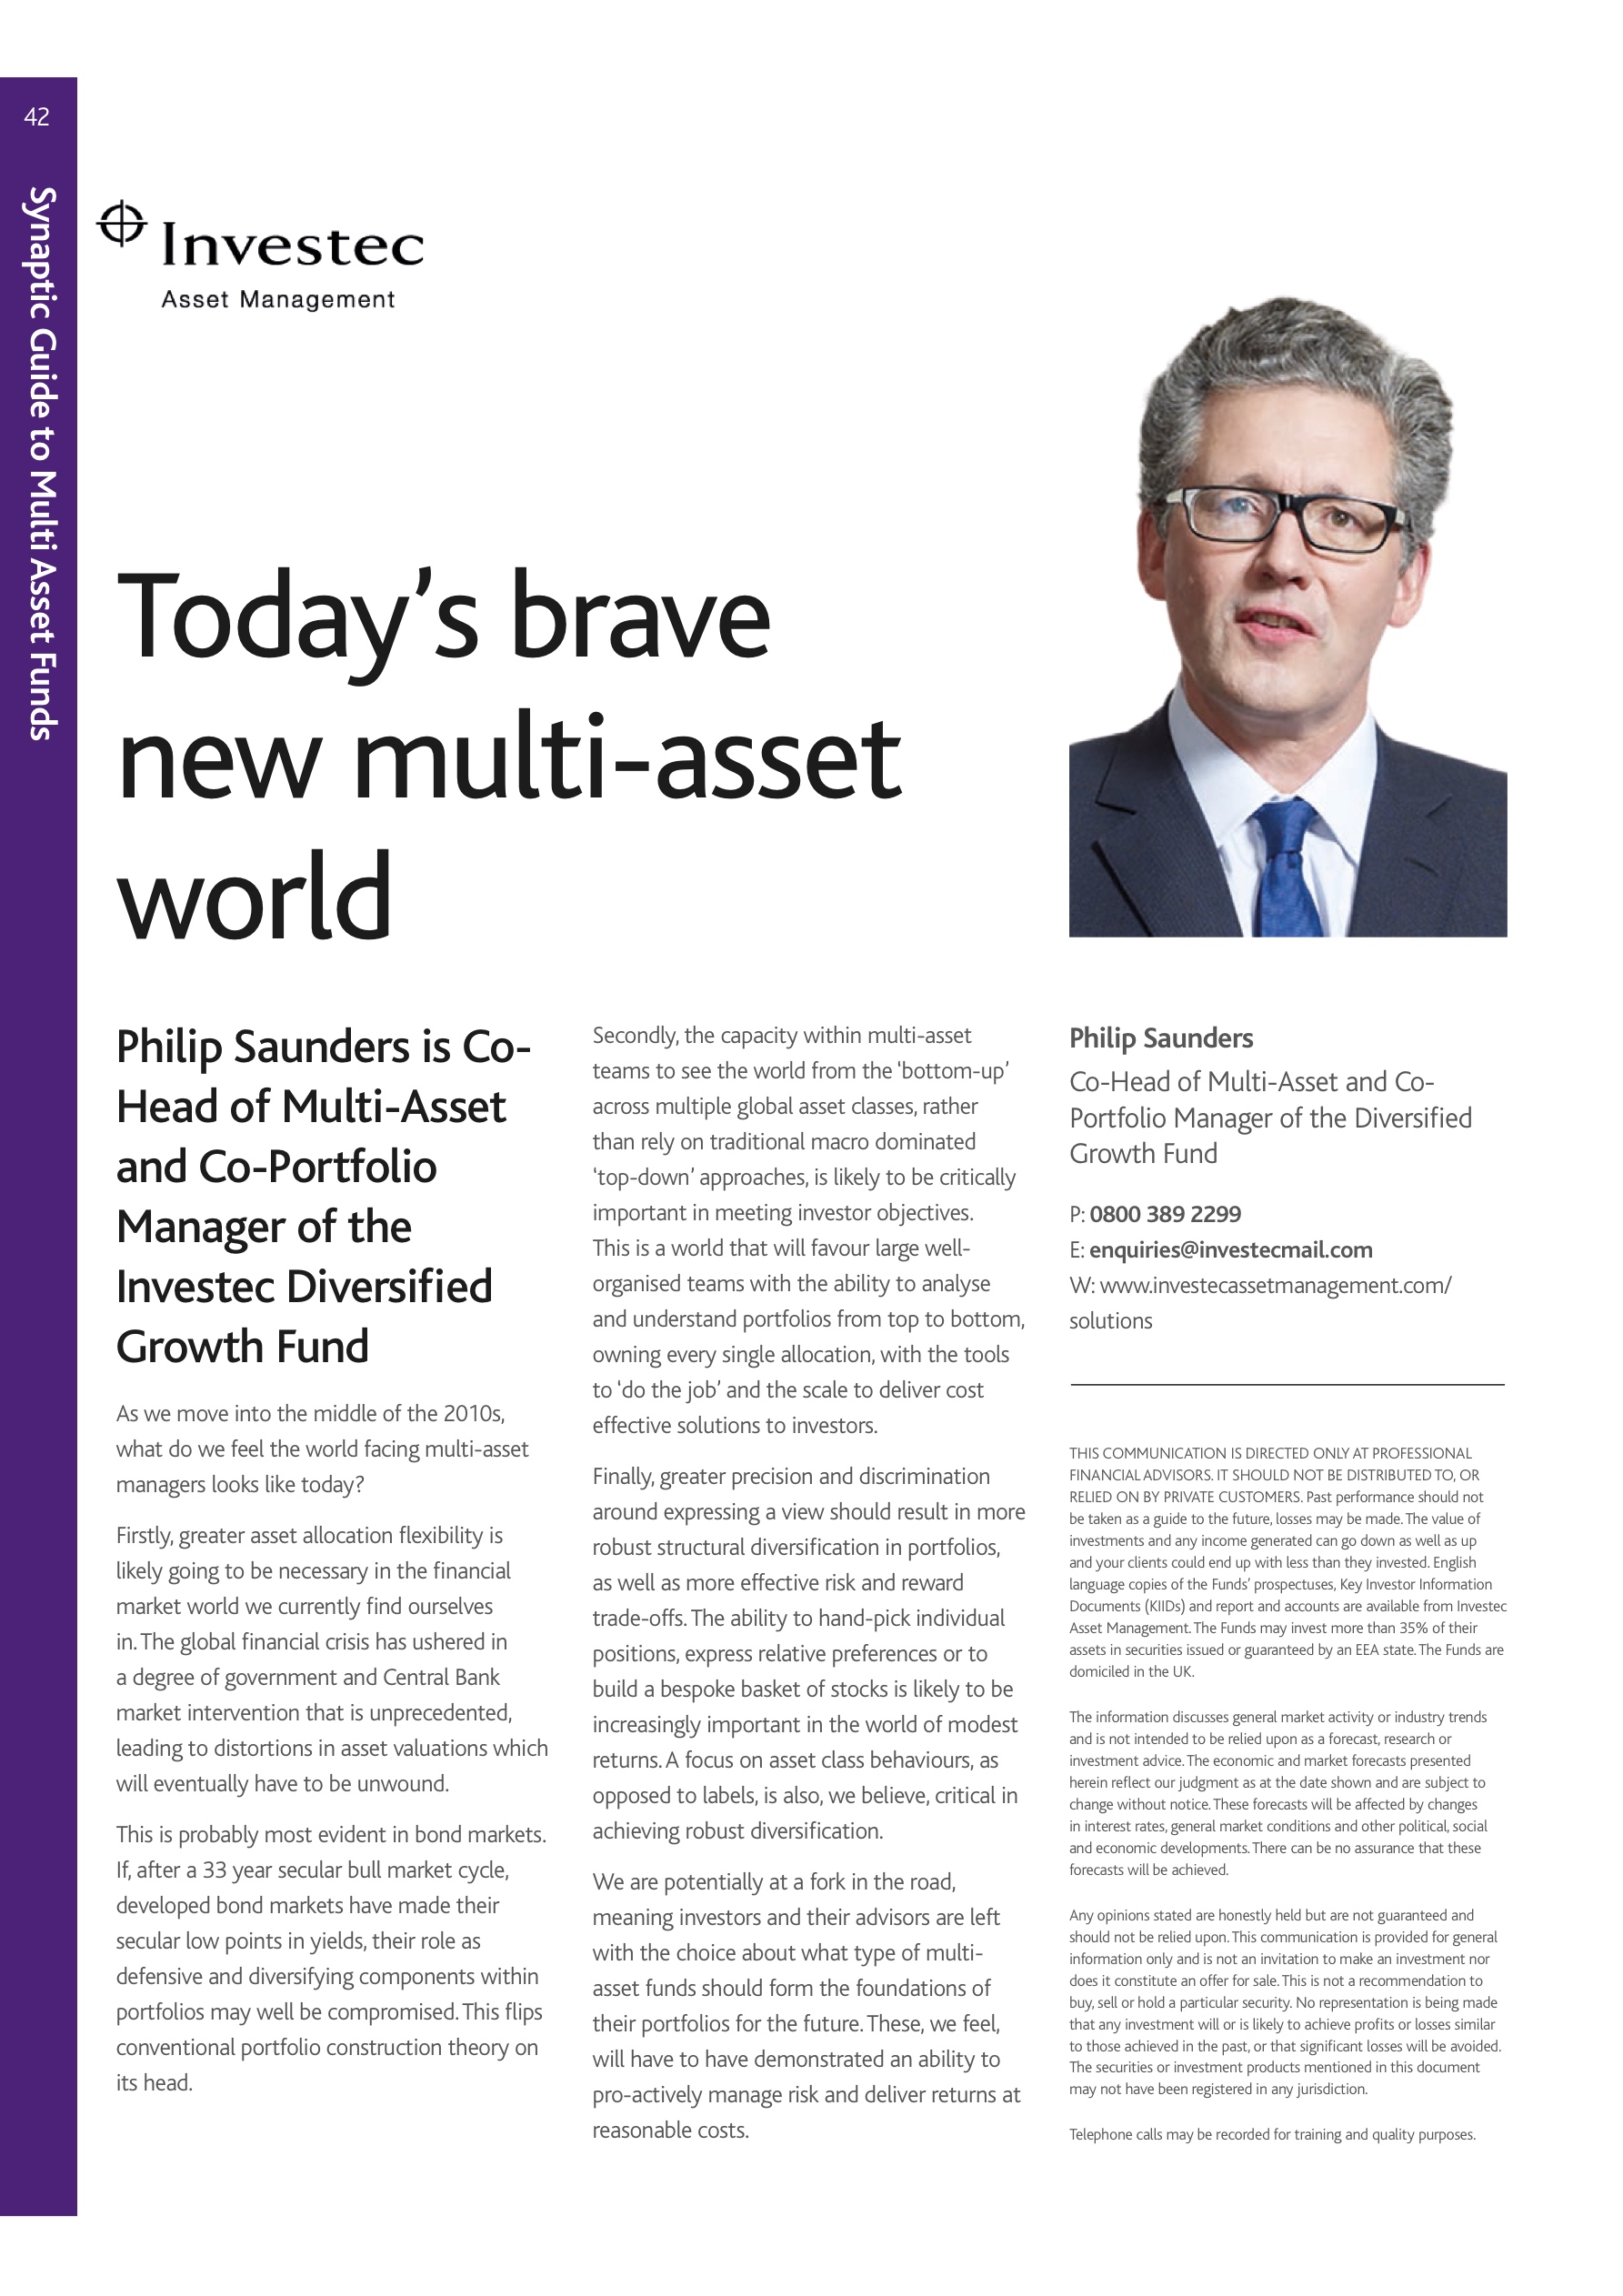 42
Synaptic Guide to Multi Asset Funds
Investec
Asset Management
Today’s brave
new multi-asset
world
Philip Saunders is Co-
Head of Multi-Asset
and Co-Portfolio
Manager of the
Investec Diversified
Growth Fund
As we move into the middle of the 2010s,
what do we feel the world facing multi-asset
managers looks like today?
Firstly, greater asset allocation flexibility is
likely going to be necessary in the financial
market world we currently find ourselves
in. The global financial crisis has ushered in
a degree of government and Central Bank
market intervention that is unprecedented,
leading to distortions in asset valuations which
will eventually have to be unwound.
This is probably most evident in bond markets.
If, after a 33 year secular bull market cycle,
developed bond markets have made their
secular low points in yields, their role as
defensive and diversifying components within
portfolios may well be compromised. This flips
conventional portfolio construction theory on
its head.
Secondly, the capacity within multi-asset
teams to see the world from the ‘bottom-up’
across multiple global asset classes, rather
than rely on traditional macro dominated
‘top-down’ approaches, is likely to be critically
important in meeting investor objectives.
This is a world that will favour large well-
organised teams with the ability to analyse
and understand portfolios from top to bottom,
owning every single allocation, with the tools
to ‘do the job’ and the scale to deliver cost
effective solutions to investors.
Finally, greater precision and discrimination
around expressing a view should result in more
robust structural diversification in portfolios,
as well as more effective risk and reward
trade-offs. The ability to hand-pick individual
positions, express relative preferences or to
build a bespoke basket of stocks is likely to be
increasingly important in the world of modest
returns. A focus on asset class behaviours, as
opposed to labels, is also, we believe, critical in
achieving robust diversification.
We are potentially at a fork in the road,
meaning investors and their advisors are left
with the choice about what type of multi-
asset funds should form the foundations of
their portfolios for the future. These, we feel,
will have to have demonstrated an ability to
pro-actively manage risk and deliver returns at
reasonable costs.
Philip Saunders
Co-Head of Multi-Asset and Co-
Portfolio Manager of the Diversified
Growth Fund
P: 0800 389 2299
E: enquiries@investecmail.com
W: www.investecassetmanagement.com/
solutions
THIS COMMUNICATION IS DIRECTED ONLY AT PROFESSIONAL
FINANCIAL ADVISORS. IT SHOULD NOT BE DISTRIBUTED TO, OR
RELIED ON BY PRIVATE CUSTOMERS. Past performance should not
be taken as a guide to the future, losses may be made. The value of
investments and any income generated can go down as well as up
and your clients could end up with less than they invested. English
language copies of the Funds’ prospectuses, Key Investor Information
Documents (KIIDs) and report and accounts are available from Investec
Asset Management. The Funds may invest more than 35% of their
assets in securities issued or guaranteed by an EEA state. The Funds are
domiciled in the UK.
The information discusses general market activity or industry trends
and is not intended to be relied upon as a forecast, research or
investment advice. The economic and market forecasts presented
herein reflect our judgment as at the date shown and are subject to
change without notice. These forecasts will be affected by changes
in interest rates, general market conditions and other political, social
and economic developments. There can be no assurance that these
forecasts will be achieved.
Any opinions stated are honestly held but are not guaranteed and
should not be relied upon. This communication is provided for general
information only and is not an invitation to make an investment nor
does it constitute an offer for sale. This is not a recommendation to
buy, sell or hold a particular security. No representation is being made
that any investment will or is likely to achieve profits or losses similar
to those achieved in the past, or that significant losses will be avoided.
The securities or investment products mentioned in this document
may not have been registered in any jurisdiction.
Telephone calls may be recorded for training and quality purposes.